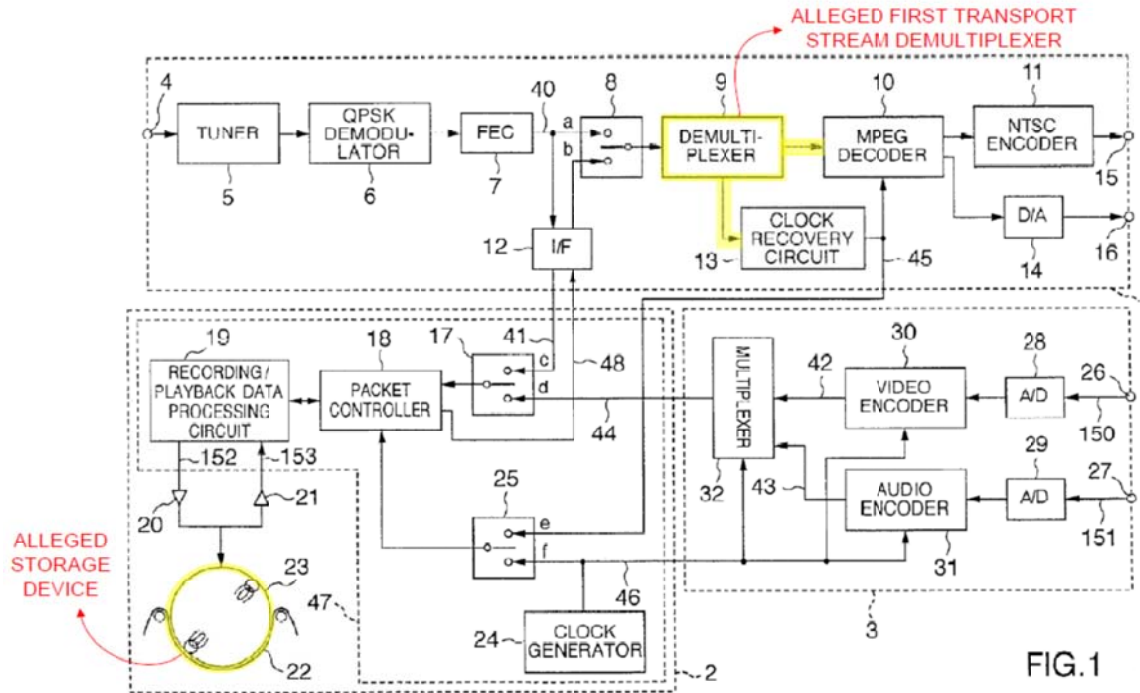 ALLEGED FIRST TRANSPORT
STREAM DEMULTIPLEXER
4
TUNER
5
QPSK
DEMODU-
LATOR
6
FEC
7
40
a
b
8
9
DEMULTI-
PLEXER
10
MPEG
DECODER
11
NTSC
ENCODER
15
12
I/F
13
CLOCK
RECOVERY
CIRCUIT
45
D/A
14
16
19
RECORDING/
PLAYBACK DATA
PROCESSING
CIRCUIT
18
PACKET
CONTROLLER
41
17
c
d
48
44
MULTIPLEXER
32
42
30
VIDEO
ENCODER
28
A/D
26
150
152
153
20
21
25
e
f
43
AUDIO
ENCODER
31
29
A/D
27
151
ALLEGED
STORAGE
DEVICE
23
22
47
24
CLOCK
GENERATOR
46
2
3
FIG.1